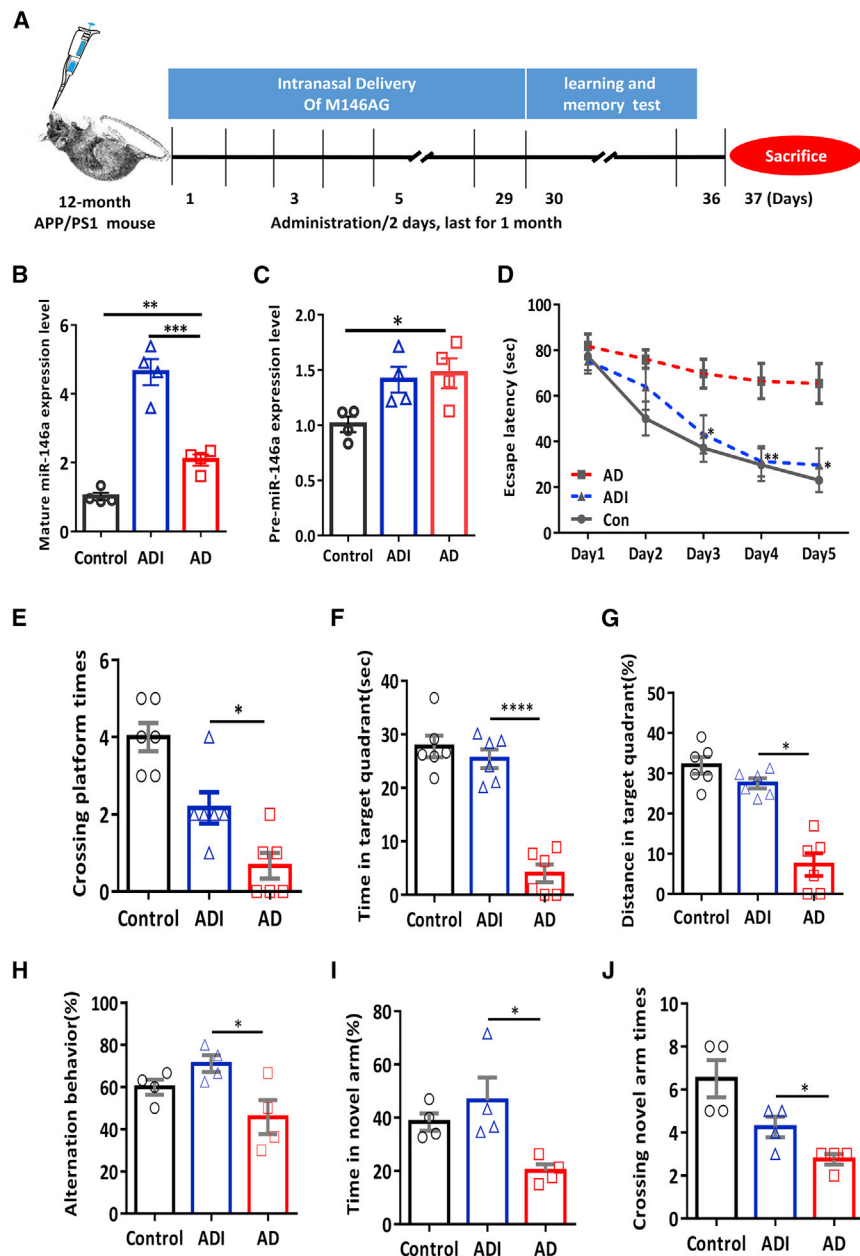 A
Intranasal Delivery
Of M146AG
learning and
memory test
Sacrifice
12-month
APP/PS1 mouse
1 3 5 29 30 36 37 (Days)
Administration/2 days, last for 1 month
B
Mature miR-146a expression level
6
4
2
0
**
***
Control ADI AD
C
Pre-miR-146a expression level
2.0
1.5
1.0
0.5
0.0
*
Control ADI AD
D
Ecsape latency (sec)
100
80
60
40
20
0
AD
ADI
Con
*
**
*
Day1 Day2 Day3 Day4 Day5
E
Crossing platform times
6
4
2
0
*
Control ADI AD
F
Time in target quadrant(sec)
40
30
20
10
0
****
Control ADI AD
G
Distance in target quadrant(%)
50
40
30
20
10
0
*
Control ADI AD
H
Alternation behavior(%)
100
80
60
40
20
0
*
Control ADI AD
I
Time in novel arm(%)
80
60
40
20
0
*
Control ADI AD
J
Crossing novel arm times
10
8
6
4
2
0
*
Control ADI AD